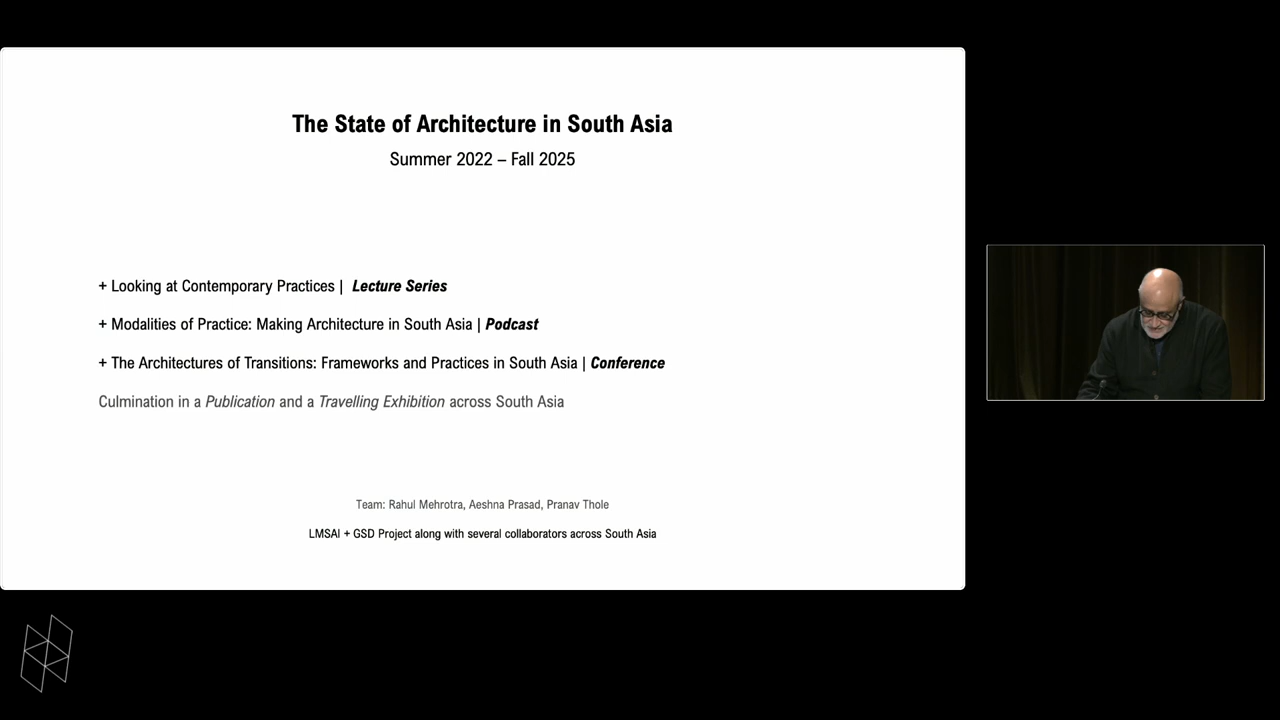 The State of Architecture in South Asia
Summer 2022 – Fall 2025
+ Looking at Contemporary Practices | Lecture Series
+ Modalities of Practice: Making Architecture in South Asia | Podcast
+ The Architectures of Transitions: Frameworks and Practices in South Asia | Conference
Culmination in a Publication and a Travelling Exhibition across South Asia
Team: Rahul Mehrotra, Aeshna Prasad, Pranav Thole
LMSAI + GSD Project along with several collaborators across South Asia